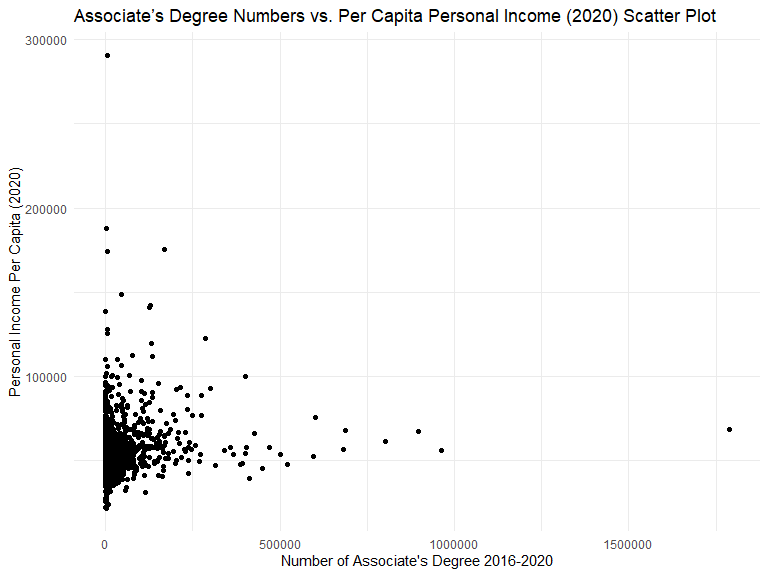 Associate's Degree Numbers vs. Per Capita Personal Income (2020) Scatter Plot
300000
200000
100000
Personal Income Per Capita (2020)
0
500000
1000000
1500000
Number of Associate's Degree 2016-2020